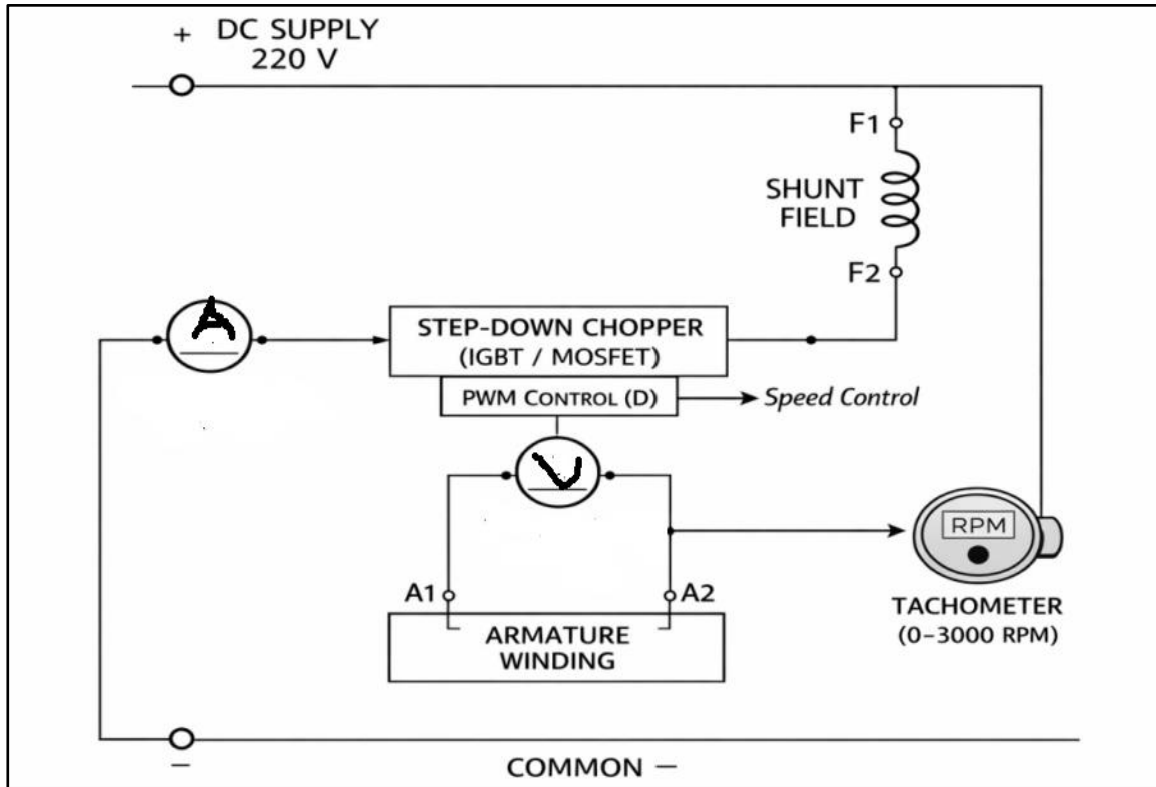 + DC SUPPLY
220 V
F1
SHUNT
FIELD
F2
A
STEP-DOWN CHOPPER
(IGBT / MOSFET)
PWM CONTROL (D)
Speed Control
V
RPM
A1
A2
ARMATURE
WINDING
TACHOMETER
(0–3000 RPM)
−
COMMON −